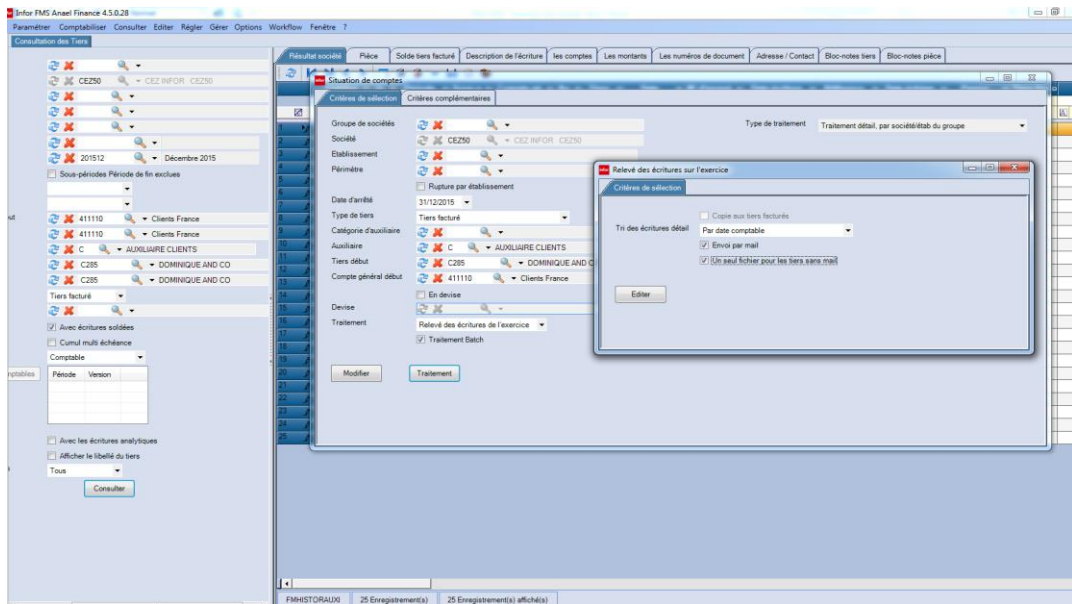 Infor FMS Anael Finance 4.5.0.28
Paramétrer Comptabiliser Consulter Editer Régler Gérer Options Workflow Fenêtre ?
Consultation des Tiers
CEZ50 CEZ INFOR CEZ50
201512 Décembre 2015
Sous-périodes Période de fin exclues
411110 Clients France
411110 Clients France
C AUXILIAIRE CLIENTS
C285 DOMINIQUE AND CO
C285 DOMINIQUE AND CO
Tiers facturé
Avec écritures soldées
Cumul multi échéance
Comptable
Période Version
Avec les écritures analytiques
Afficher le libellé du tiers
Tous
Consulter
Résultat société Pièce Solde tiers facturé Description de l'écriture les comptes Les montants Les numéros de document Adresse / Contact Bloc-notes tiers Bloc-notes pièce
Situation de comptes
Critères de sélection Critères complémentaires
Groupe de sociétés
Type de traitement Traitement détail, par société/étab du groupe
Société CEZ50 CEZ INFOR CEZ50
Etablissement
Périmètre
Rupture par établissement
Date d'arrêté 31/12/2015
Type de tiers Tiers facturé
Catégorie d'auxiliaire
Auxiliaire C AUXILIAIRE CLIENTS
Tiers début C285 DOMINIQUE AND C
Compte général début 411110 Clients France
En devise
Devise
Traitement Relevé des écritures de l'exercice
Traitement Batch
Modifier Traitement
Relevé des écritures sur l'exercice
Critères de sélection
Copie aux tiers facturés
Tri des écritures détail Par date comptable
Envoi par mail
Un seul fichier pour les tiers sans mail
Editer
FMHISTORAUXI 25 Enregistrement(s) 25 Enregistrement(s) affiché(s)